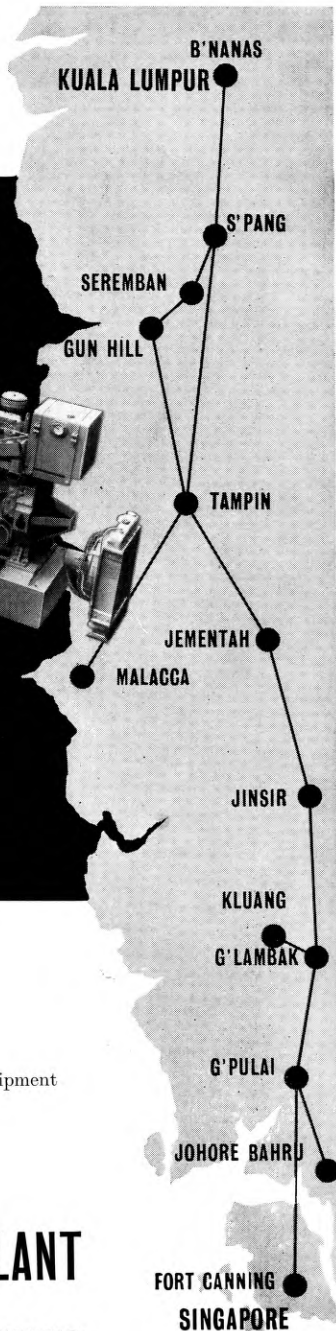 B'NANAS
KUALA LUMPUR
S'PANG
SEREMBAN
GUN HILL
TAMPIN
JEMENTAH
MALACCA
JINSIR
KLUANG
G'LAMBAK
G'PULAI
ipment
JOHORE BAHRU
LANT
FORT CANNING
SINGAPORE